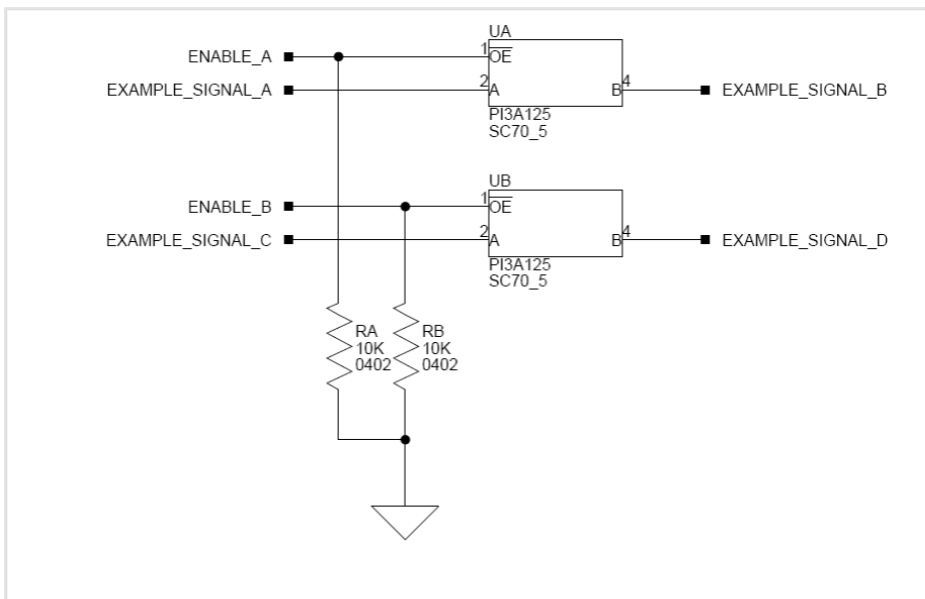 UA
ENABLE_A 1 OE
EXAMPLE_SIGNAL_A 2 A B 4 EXAMPLE_SIGNAL_B
PI3A125
SC70_5
UB
ENABLE_B 1 OE
EXAMPLE_SIGNAL_C 2 A B 4 EXAMPLE_SIGNAL_D
PI3A125
SC70_5
RA RB
10K 10K
0402 0402